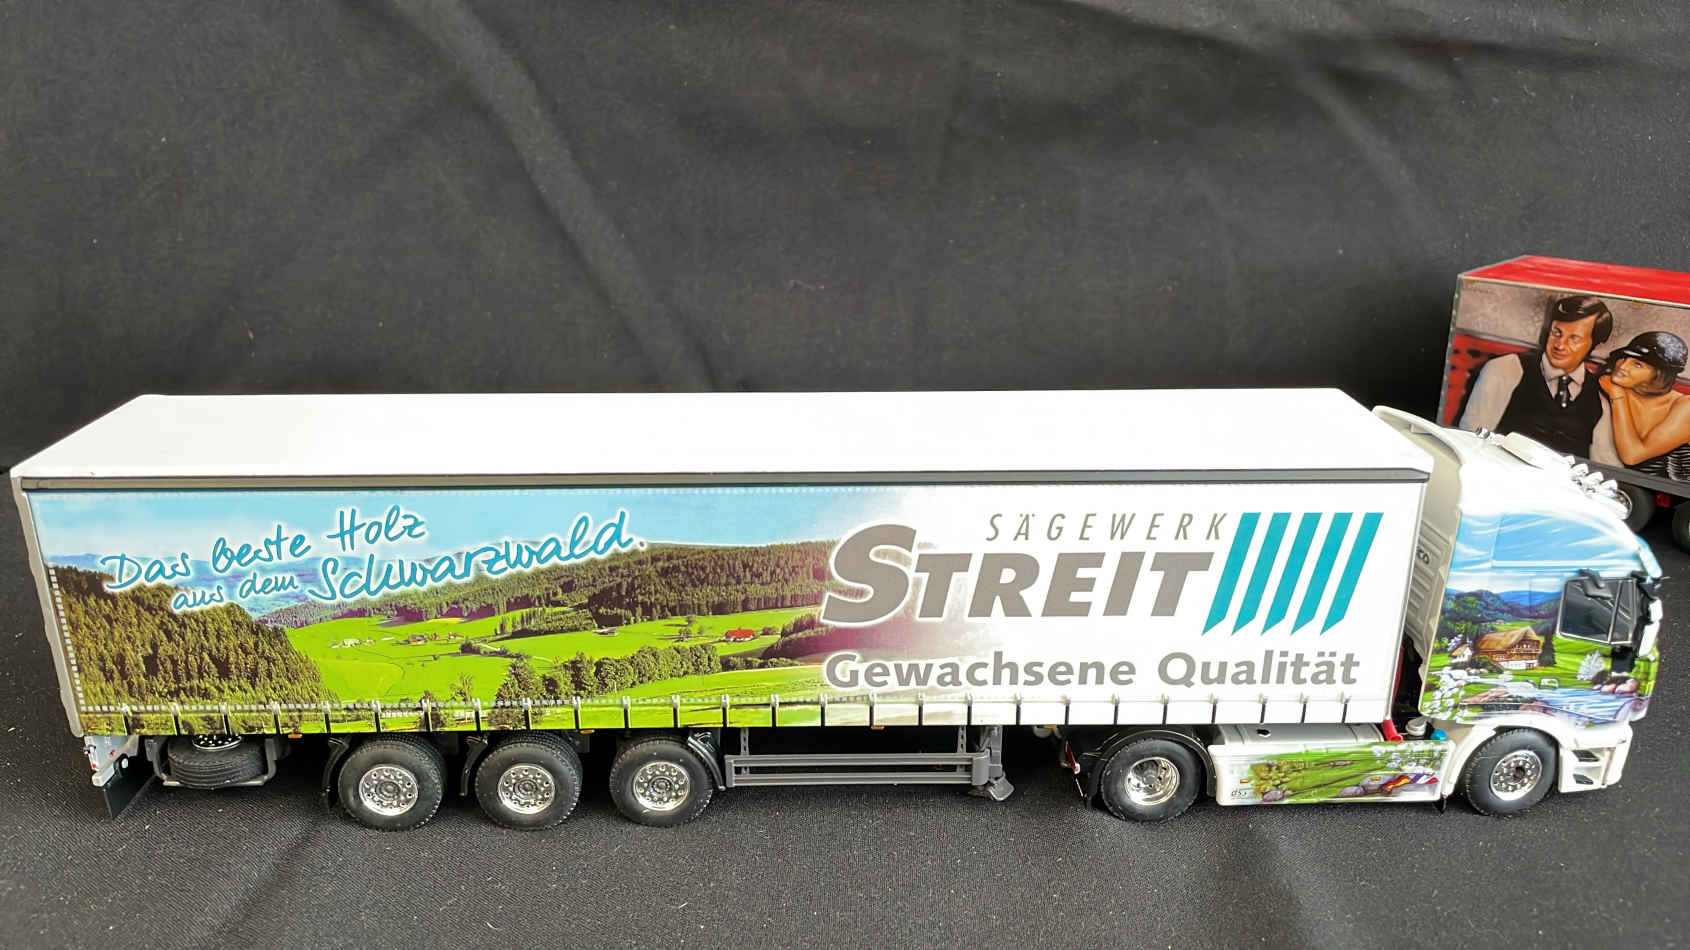 Das beste Holz
aus dem Schwarzwald.
SÄGEWERK
STREIT
Gewachsene Qualität